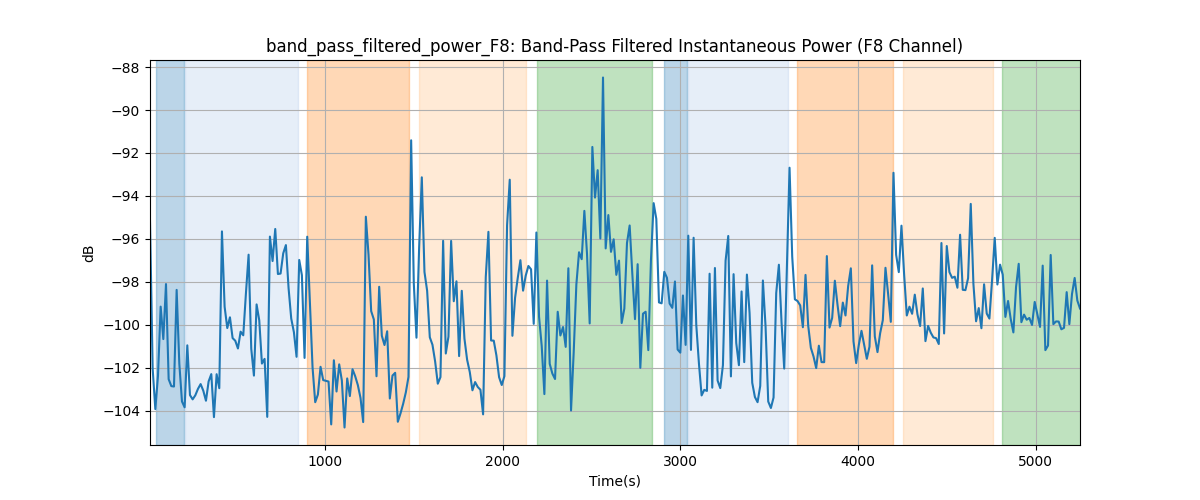 band_pass_filtered_power_F8: Band-Pass Filtered Instantaneous Power (F8 Channel)
−88
−90
−92
−94
−96
−98
−100
−102
−104
dB
1000 2000 3000 4000 5000
Time(s)